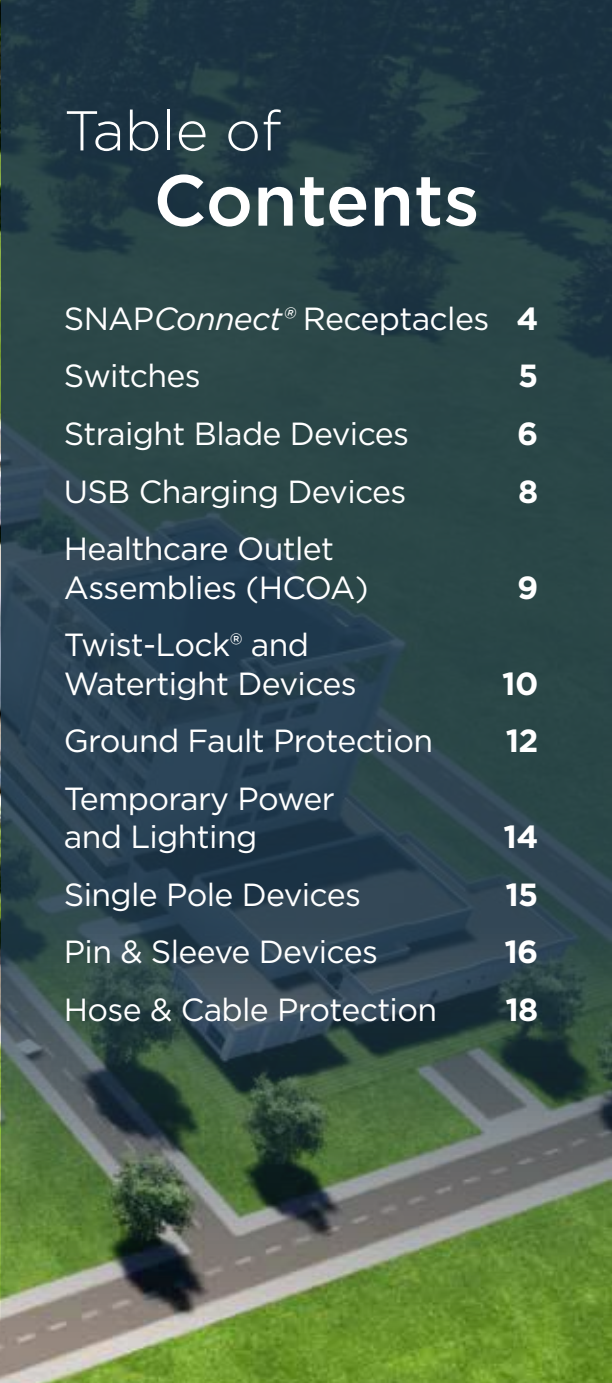 Table of
Contents
SNAPConnect® Receptacles 4
Switches 5
Straight Blade Devices 6
USB Charging Devices 8
Healthcare Outlet
Assemblies (HCOA) 9
Twist-Lock® and
Watertight Devices 10
Ground Fault Protection 12
Temporary Power
and Lighting 14
Single Pole Devices 15
Pin & Sleeve Devices 16
Hose & Cable Protection 18